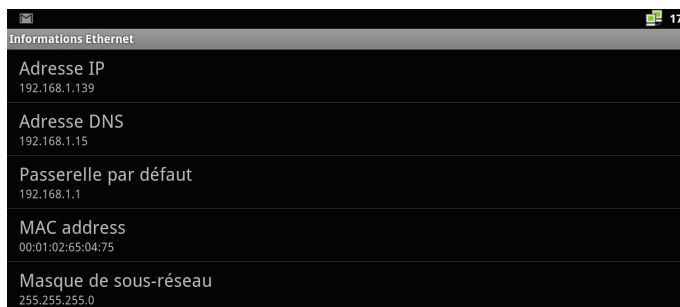 17
Informations Ethernet
Adresse IP
192.168.1.139
Adresse DNS
192.168.1.15
Passerelle par défaut
192.168.1.1
MAC address
00:01:02:65:04:75
Masque de sous-réseau
255.255.255.0